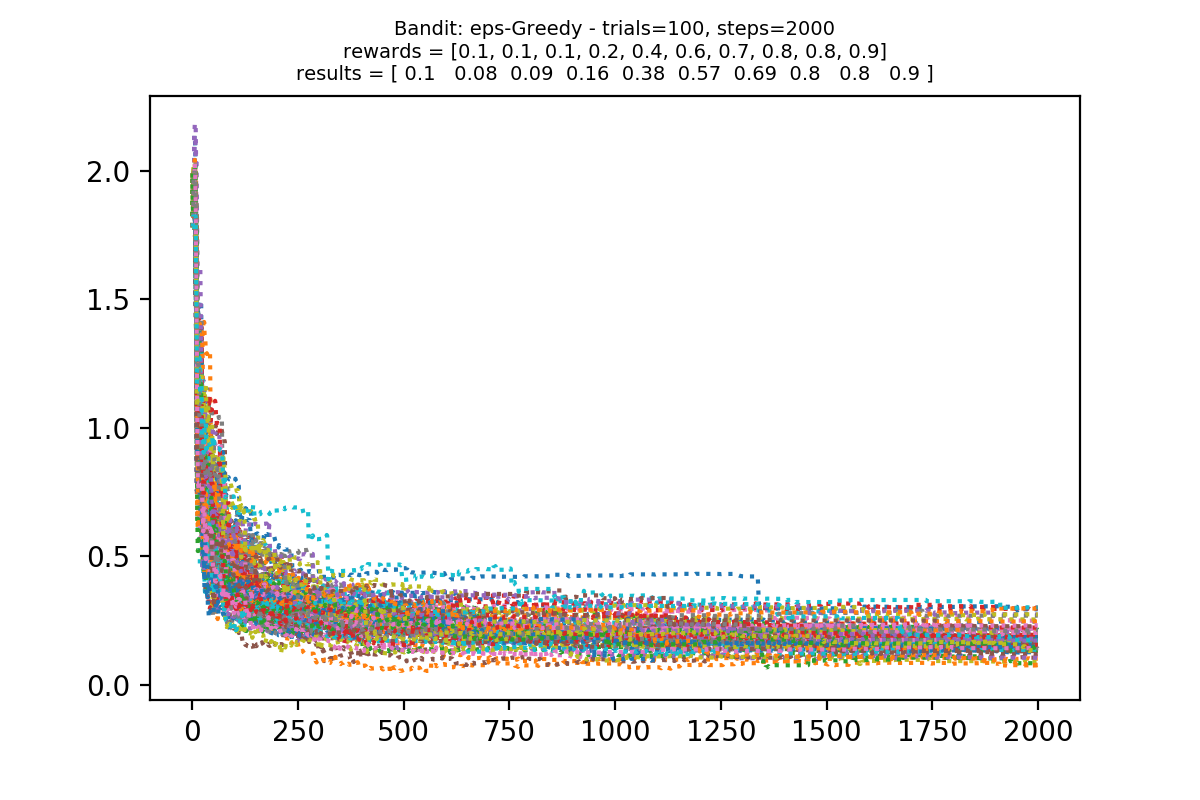 Bandit: eps-Greedy - trials=100, steps=2000
rewards = [0.1, 0.1, 0.1, 0.2, 0.4, 0.6, 0.7, 0.8, 0.8, 0.9]
results = [ 0.1   0.08  0.09  0.16  0.38  0.57  0.69  0.8   0.8   0.9 ]
2.0
1.5
1.0
0.5
0.0
0 250 500 750 1000 1250 1500 1750 2000